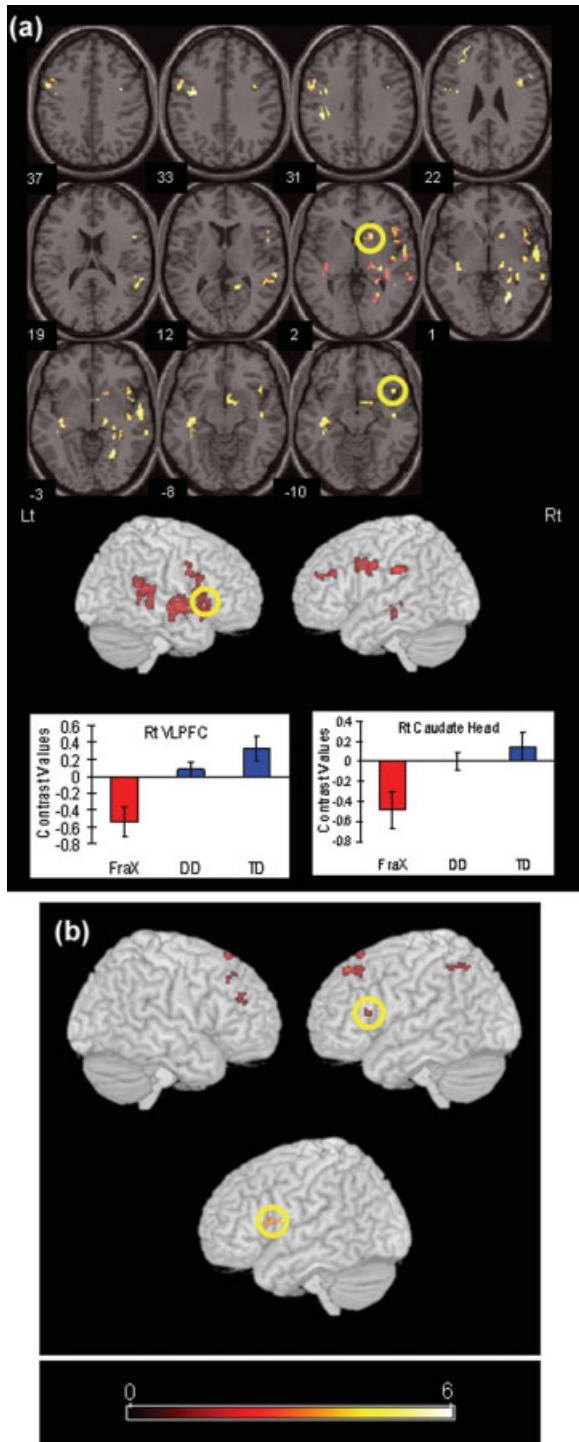 (a)
37 33 31 22
19 12 2 1
-3 -8 -10
Lt Rt
Rt VLPFC
Contrast Values
0.6
0.4
0.2
0
-0.2
-0.4
-0.6
-0.8
FraX DD TD
Rt Caudate Head
Contrast Values
0.4
0.2
0
-0.2
-0.4
-0.6
-0.8
FraX DD TD
(b)
0 6